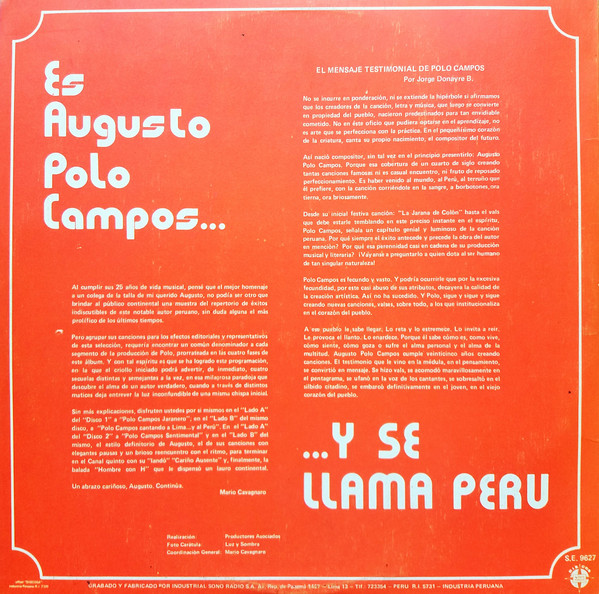 Es
Augusto
Polo
Campos...
Al cumplir sus 25 años de vida musical, pensé que el mejor homenaje
a un colega de la talla de mi querido Augusto, no podía ser otro que
brindar al público continental una muestra del repertorio de éxitos
indiscutibles de este notable autor peruano, sin duda alguna el más
prolífico de los últimos tiempos.
Pero agrupar sus canciones para los efectos editoriales y representativos
de esta selección, requería encontrar un común denominador a cada
segmento de la producción de Polo, prorrateada en las cuatro fases de
este álbum. Y con tal espíritu es que se ha logrado esta programación,
en la que el criollo iniciado podrá advertir, de inmediato, cuatro
secuelas distintas y semejantes a la vez, en esa milagrosa paradoja que
descubre el alma de un autor verdadero, cuando a través de distintos
matices deja entrever la luz inconfundible de una misma chispa inicial.
Sin más explicaciones, disfruten ustedes por sí mismos en el "Lado A"
del "Disco 1" a "Polo Campos Jaranero"; en el "Lado B" del mismo
disco, a "Polo Campos cantando a Lima... y al Perú". En el "Lado A"
del "Disco 2" a "Polo Campos Sentimental" y en el "Lado B" del
mismo, el estilo definitorio de Augusto, el de sus canciones con
elegantes pausas y un brioso reencuentro con el ritmo, para terminar
en el Canal quinto con su "landó" "Cariño Ausente" y, finalmente, la
balada "Hombre con H" que le dispensó un lauro continental.
Un abrazo cariñoso, Augusto. Continúa.
Mario Cavagnaro
Realización: Productores Asociados
Foto Carátula Luz y Sombra
Coordinación General: Mario Cavagnaro
EL MENSAJE TESTIMONIAL DE POLO CAMPOS
Por Jorge Donayre B.
No se incurre en ponderación, ni se extiende la hipérbole si afirmamos
que los creadores de la canción, letra y música, que luego se convierte
en propiedad del pueblo, nacieron predestinados para tan envidiable
cometido. No en éste oficio que pudiera optarse en el aprendizaje, no
es arte que se perfecciona con la práctica. En el pequeñísimo corazón
de la criatura, canta su propio nacimiento, el compositor del futuro.
Así nació compositor, sin tal vez en el principio presentirlo: Augusto
Polo Campos. Porque esa cobertura de un cuarto de siglo creando
tantas canciones famosas ni es casual encuentro, ni fruto de reposado
perfeccionamiento. Es haber venido al mundo, al Perú, al terruño que
él prefiere, con la canción corriéndole en la sangre, a borbotones, ora
tierna, ora briosamente.
Desde su inicial festiva canción: "La Jarana de Colón" hasta el vals
que debe estarle temblando en este preciso instante en el espíritu,
Polo Campos, señala un capítulo genial y luminoso de la canción
peruana. Por qué siempre el éxito antecede y precede la obra del autor
en mención? Por qué esa perennidad casi en cadena de su producción
musical y literaria? ¡Vaya usté a preguntarlo a quien dota al ser humano
de tan singular naturaleza!
Polo Campos es fecundo y vasto. Y podría ocurrirle que por la excesiva
fecundidad, por este casi abuso de sus atributos, decayera la calidad de
la creación artística. Así no ha sucedido. Y Polo, sigue y sigue y sigue
creando nuevas canciones, valses, sobre todo, a los que institucionaliza
en el corazón del pueblo.
A ese pueblo le sabe llegar. Lo reta y lo estremece. Lo invita a reír.
La provoca el llanto. Lo enardece. Porque él sabe cómo es, como vive,
cómo siente, cómo goza o sufre el alma personal y el alma de la
multitud. Augusto Polo Campos cumple veinticinco años creando
canciones. El testimonio que le vino en la médula, en el pensamiento,
se convirtió en mensaje. Se hizo vals, se acomodó maravillosamente en
el pentagrama, se ufanó en la voz de los cantantes, se sobresaltó en el
silbido citadino, se embarcó definitivamente en el joven, en el viejo
corazón del pueblo.
...Y SE
LLAMA PERU
S.E. 9627
GRABADO Y FABRICADO POR INDUSTRIAL SONO RADIO S.A. Av. Rep. de Panamá - Lima 13 - Tlf: 723264 - PERU R.I. 5731 - INDUSTRIA PERUANA